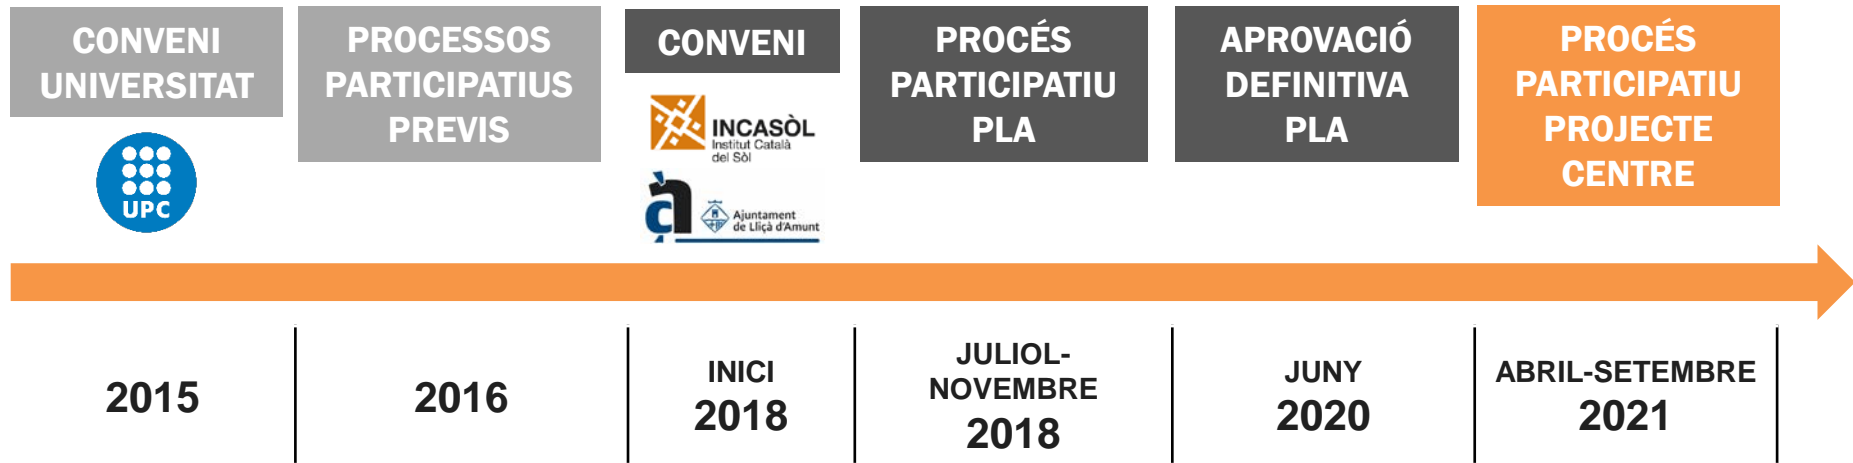 CONVENI
UNIVERSITAT
UPC
PROCESSOS
PARTICIPATIUS
PREVIS
CONVENI
INCASÒL
Institut Català
del Sòl
çà
Ajuntament
de Lliçà d'Amunt
PROCÉS
PARTICIPATIU
PLA
APROVACIÓ
DEFINITIVA
PLA
PROCÉS
PARTICIPATIU
PROJECTE
CENTRE
2015
2016
INICI
2018
JULIOL-
NOVEMBRE
2018
JUNY
2020
ABRIL-SETEMBRE
2021